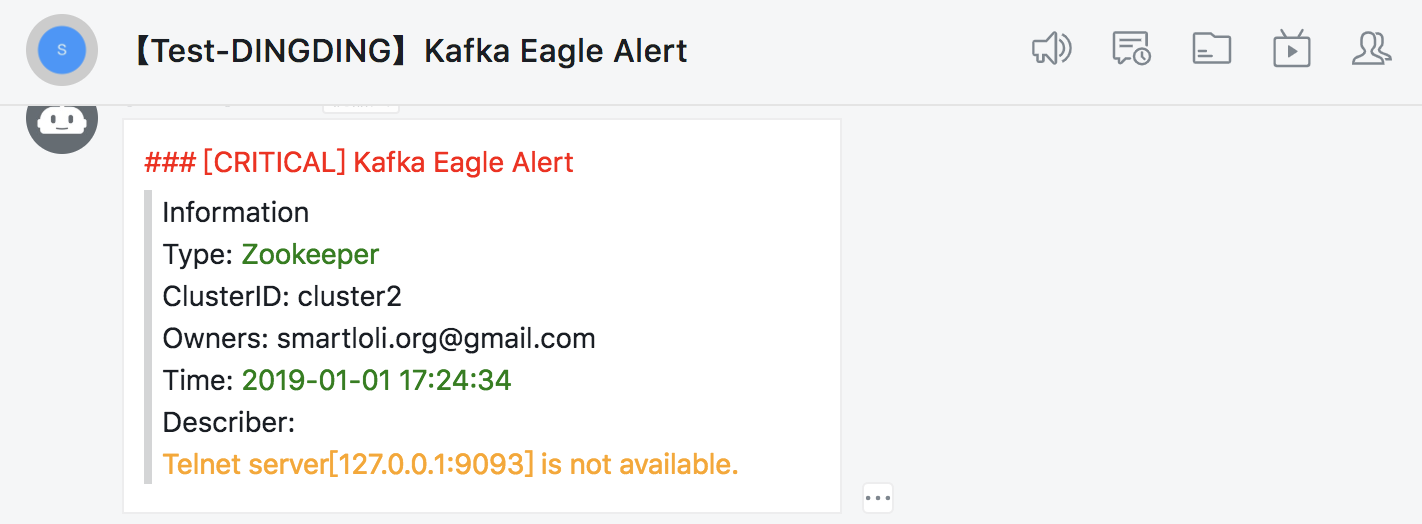 S
【Test-DINGDING】Kafka Eagle Alert
### [CRITICAL] Kafka Eagle Alert
Information
Type: Zookeeper
ClusterID: cluster2
Owners: smartloli.org@gmail.com
Time: 2019-01-01 17:24:34
Describer:
Telnet server[127.0.0.1:9093] is not available.